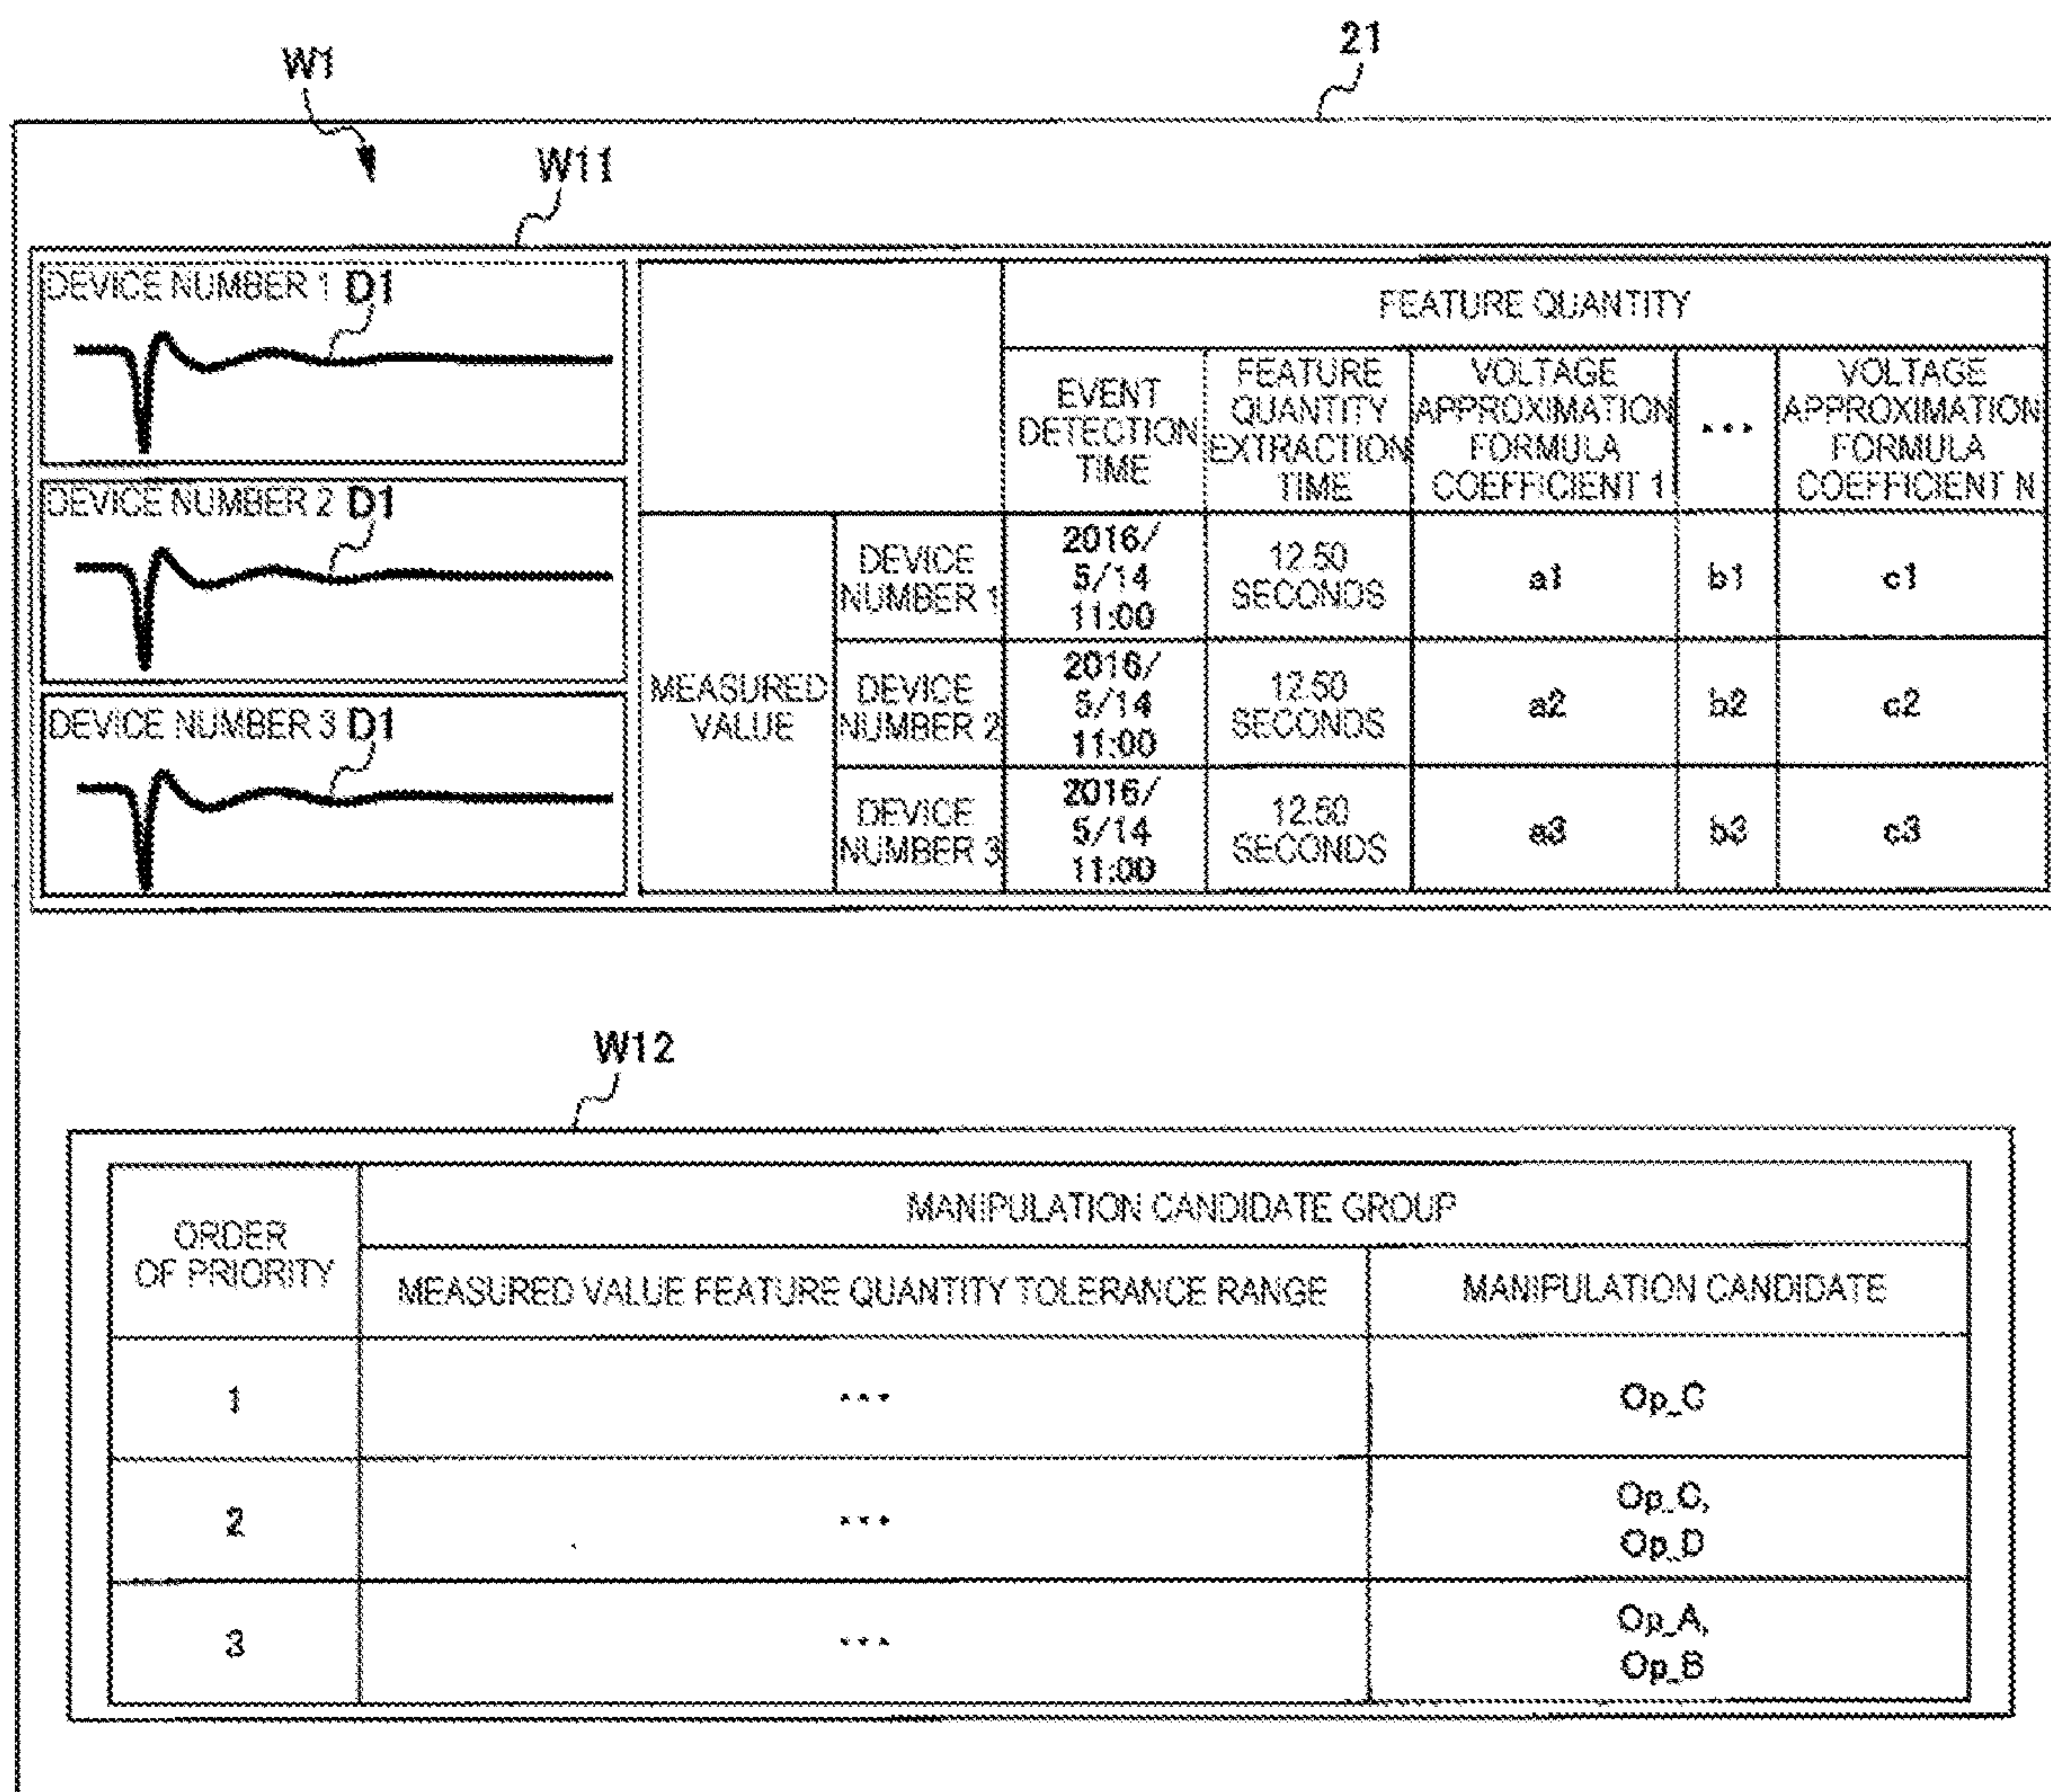 W1
21
W11
DEVICE NUMBER 1 D1
DEVICE NUMBER 2 D1
DEVICE NUMBER 3 D1
FEATURE QUANTITY
EVENT
DETECTION
TIME
FEATURE
QUANTITY
EXTRACTION
TIME
VOLTAGE
APPROXIMATION
FORMULA
COEFFICIENT 1
...
VOLTAGE
APPROXIMATION
FORMULA
COEFFICIENT N
MEASURED
VALUE
DEVICE
NUMBER 1
2016/
5/14
11:00
12.50
SECONDS
a1
b1
c1
DEVICE
NUMBER 2
2016/
5/14
11:00
12.50
SECONDS
a2
b2
c2
DEVICE
NUMBER 3
2016/
5/14
11:00
12.50
SECONDS
a3
b3
c3
W12
ORDER
OF PRIORITY
MANIPULATION CANDIDATE GROUP
MEASURED VALUE FEATURE QUANTITY TOLERANCE RANGE
MANIPULATION CANDIDATE
1
...
Op_C
2
...
Op_C,
Op_D
3
...
Op_A,
Op_B